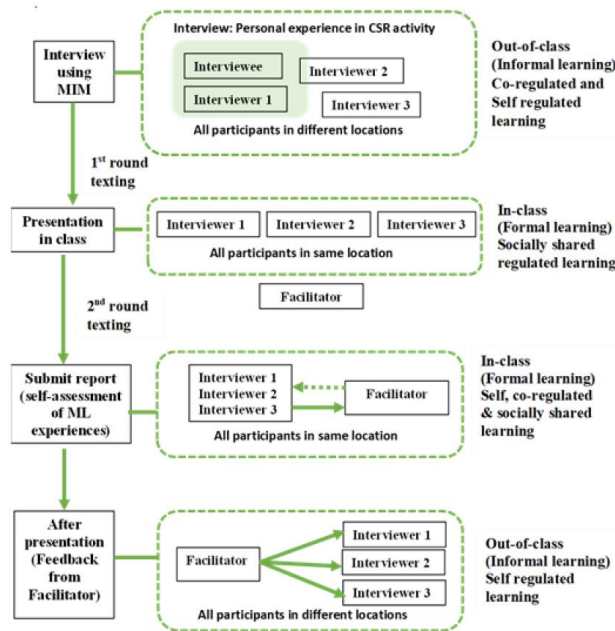 Interview
using
MIM
Interview: Personal experience in CSR activity
Interviewee
Interviewer 2
Interviewer 1
Interviewer 3
All participants in different locations
Out-of-class
(Informal learning)
Co-regulated and
Self regulated
learning
1st round
texting
Presentation
in class
Interviewer 1
Interviewer 2
Interviewer 3
All participants in same location
Facilitator
In-class
(Formal learning)
Socially shared
regulated learning
2nd round
texting
Submit report
(self-assessment
of ML
experiences)
Interviewer 1
Interviewer 2
Interviewer 3
Facilitator
All participants in same location
In-class
(Formal learning)
Self, co-regulated
& socially shared
learning
After
presentation
(Feedback
from
Facilitator)
Facilitator
Interviewer 1
Interviewer 2
Interviewer 3
All participants in different locations
Out-of-class
(Informal learning)
Self regulated
learning